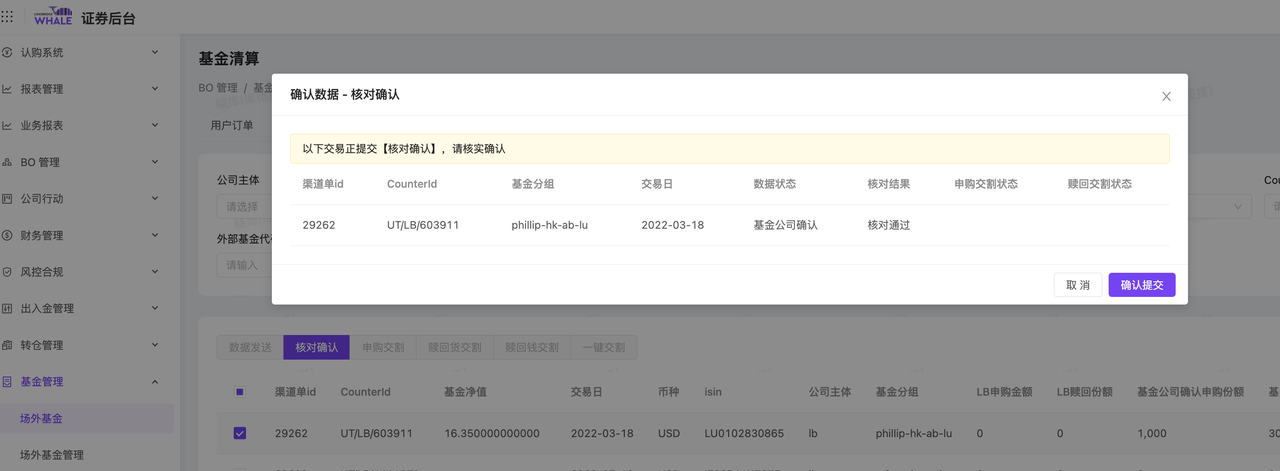 WHALE 证券后台
认购系统
报表管理
业务报表
BO 管理
公司行动
财务管理
风控合规
出入金管理
转仓管理
基金管理
场外基金
场外基金管理
基金清算
BO 管理 / 基金
用户订单
公司主体
请选择
外部基金代
请输入
Cou
确认数据 - 核对确认
以下交易正提交【核对确认】，请核实确认
渠道单id CounterId 基金分组 交易日 数据状态 核对结果 申购交割状态 赎回交割状态
29262 UT/LB/603911 phillip-hk-ab-lu 2022-03-18 基金公司确认 核对通过
取 消 确认提交
数据发送 核对确认 申购交割 赎回货交割 赎回钱交割 一键交割
渠道单id CounterId 基金净值 交易日 币种 isin 公司主体 基金分组 LB申购金额 LB赎回份额 基金公司确认申购份额 基
29262 UT/LB/603911 16.350000000000 2022-03-18 USD LU0102830865 lb phillip-hk-ab-lu 0 0 1,000 30